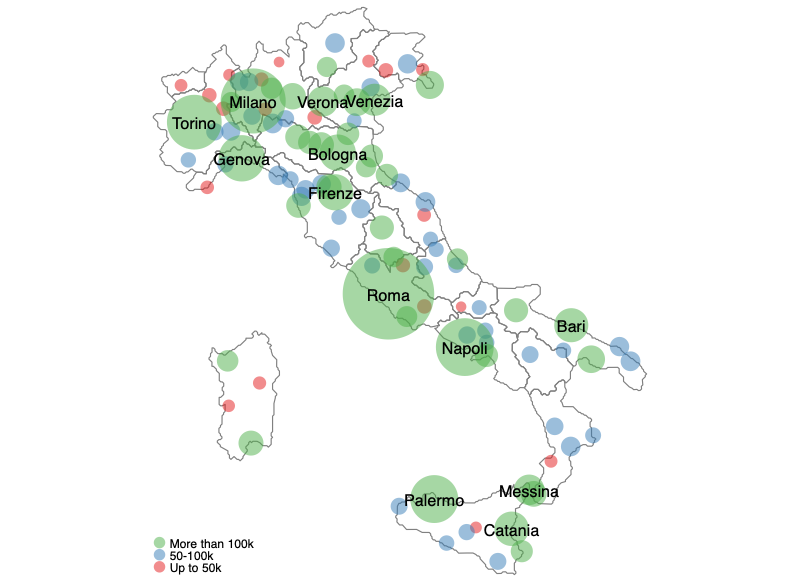 Milano
Verona
Venezia
Torino
Genova
Bologna
Firenze
Roma
Bari
Napoli
Palermo
Messina
Catania
More than 100k
50-100k
Up to 50k